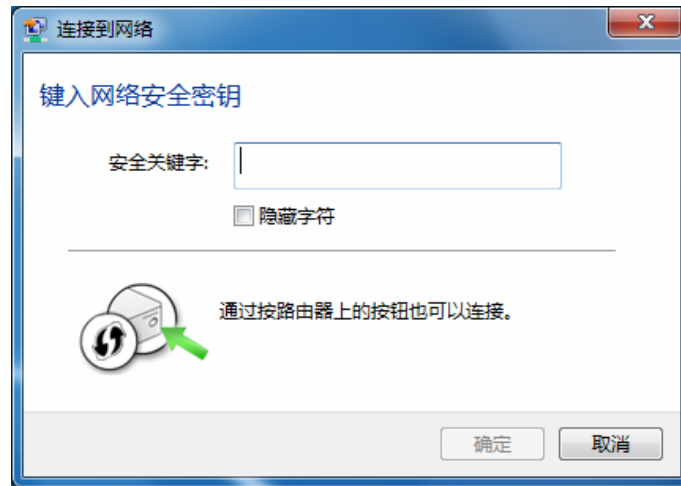 连接到网络
键入网络安全密钥
安全关键字:
隐藏字符
通过按路由器上的按钮也可以连接。
确定
取消